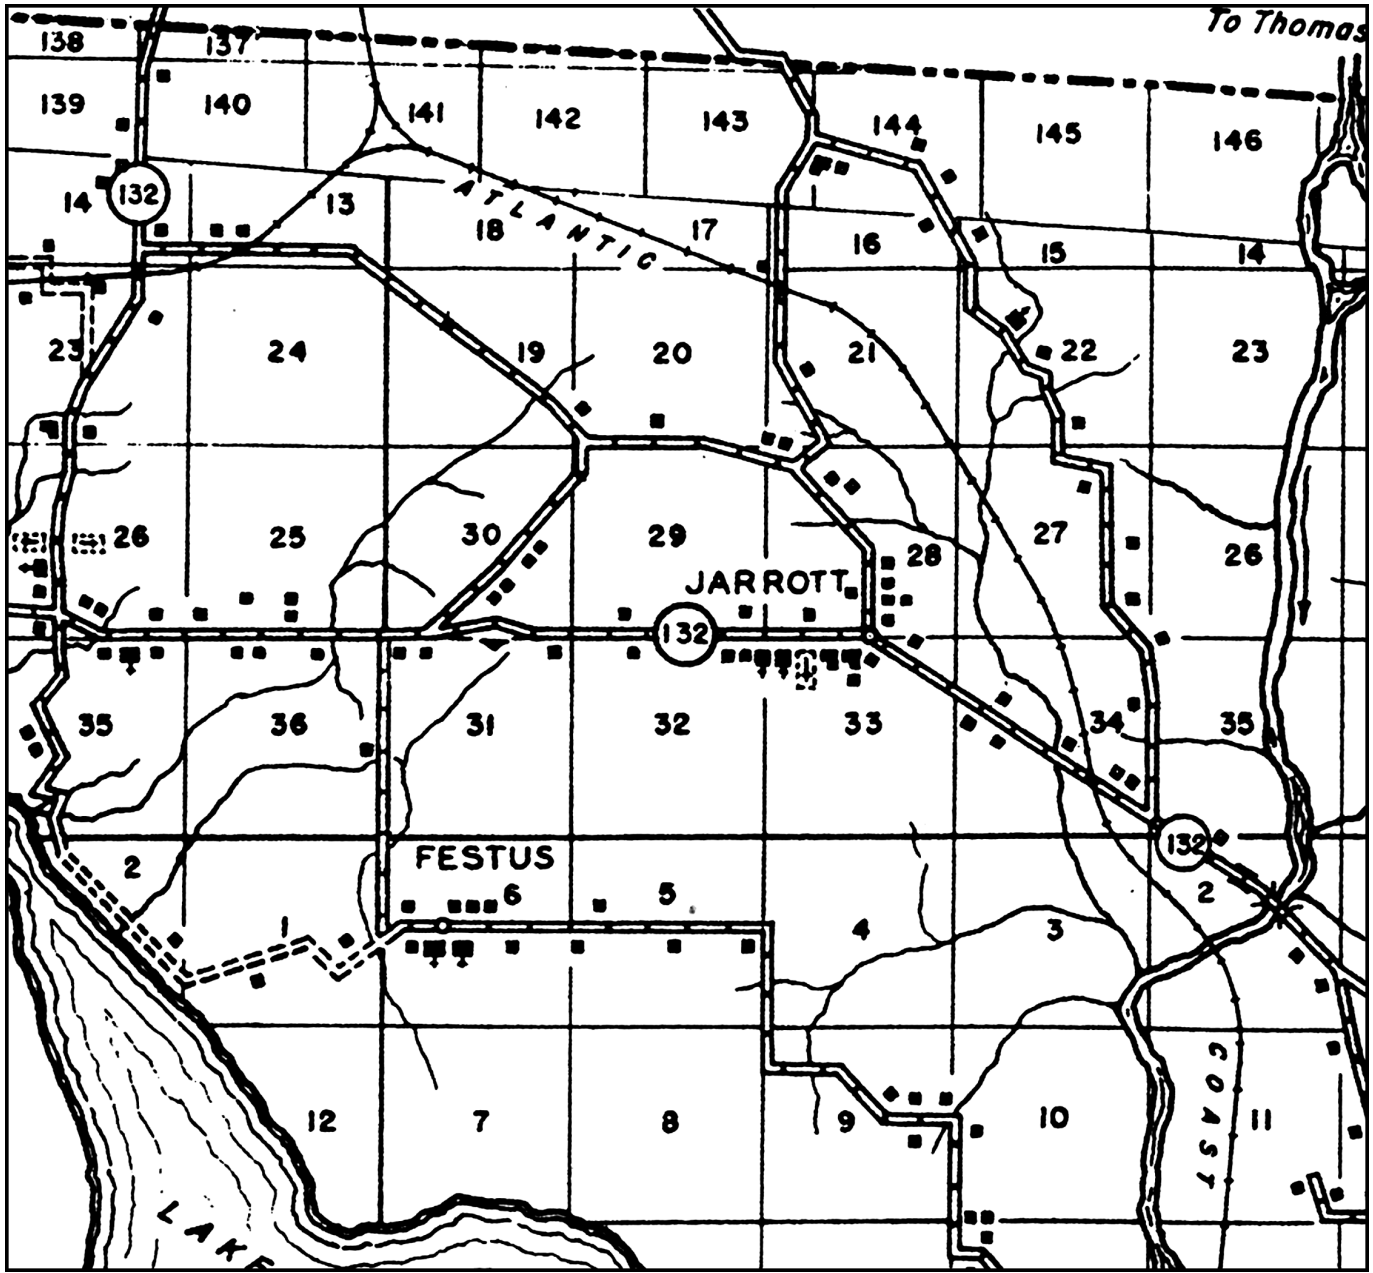 To Thomas
138 137
139 140 141 142 143 144 145 146
132
14 13 18 17 16 15 14
ATLANTIC
23 24 19 20 21 22 23
26 25 30 29 28 27 26
JARROTT
132
35 36 31 32 33 34 35
132
FESTUS
2 1 6 5 4 3 2
COAST
12 7 8 9 10 11
LAKE